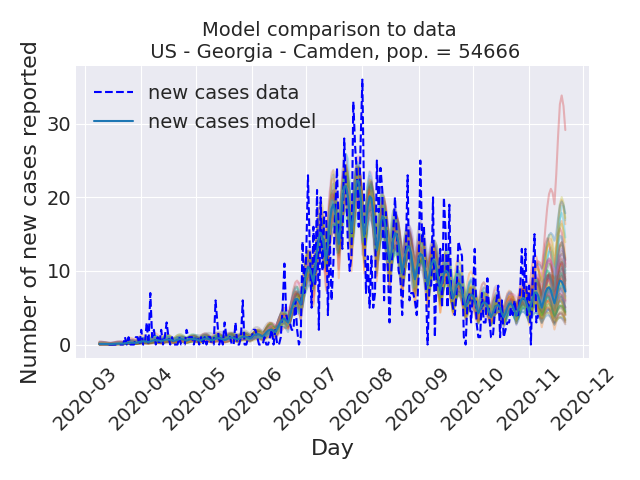 Model comparison to data
US - Georgia - Camden, pop. = 54666
new cases data
new cases model
Number of new cases reported
30
20
10
0
2020-03
2020-04
2020-05
2020-06
2020-07
2020-08
2020-09
2020-10
2020-11
2020-12
Day